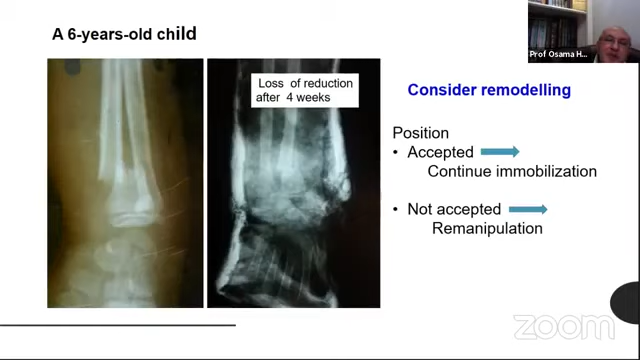 A 6-years-old child
Prof Osama H...
Loss of reduction
after 4 weeks
Consider remodelling
Position
• Accepted
Continue immobilization
• Not accepted
Remanipulation
zoom